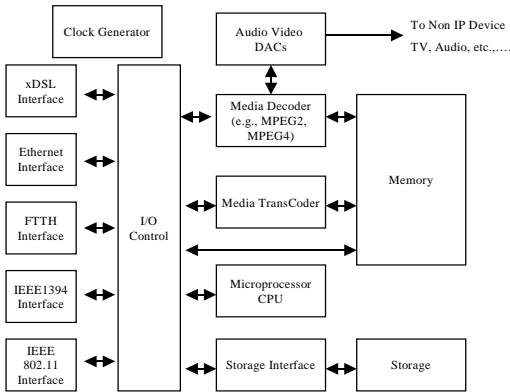 Clock Generator
Audio Video
DACs
To Non IP Device
TV, Audio, etc.,….
xDSL
Interface
Media Decoder
(e.g., MPEG2,
MPEG4)
Ethernet
Interface
Memory
Media TransCoder
FTTH
Interface
I/O
Control
IEEE1394
Interface
Microprocessor
CPU
IEEE
802.11
Interface
Storage Interface
Storage